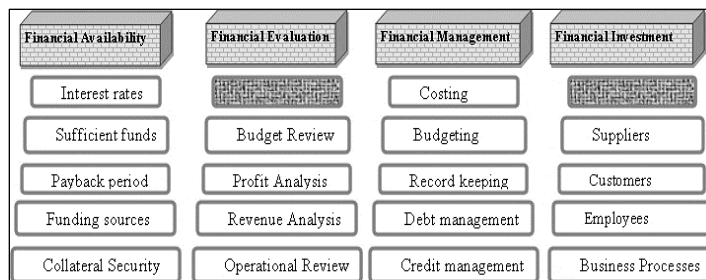 Financial Availability
Financial Evaluation
Financial Management
Financial Investment
Interest rates
Costing
Sufficient funds
Budget Review
Budgeting
Suppliers
Payback period
Profit Analysis
Record keeping
Customers
Funding sources
Revenue Analysis
Debt management
Employees
Collateral Security
Operational Review
Credit management
Business Processes